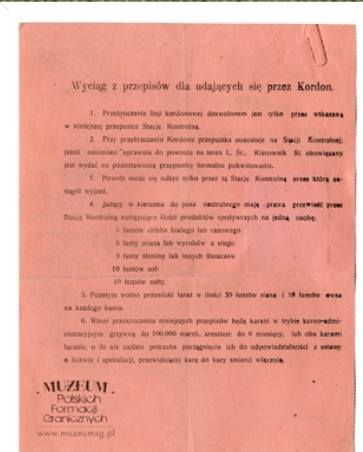 Wyciąg z przepisów dla udających się przez Kordon.
1. Przekroczenie linji kordonowej dozwolonem jest tylko przez wskazaną
w niniejszej przepustce Stację Kontrolną.
2. Przy przekraczaniu Kordonu przepustka pozostaje na Stacji Kontrolnej;
jeżeli natomiast uprawnia do powrotu na teren L. Śr., Kierownik St. obowiązany
jest wydać na pozostawioną przepustkę formalne pokwitowanie.
3. Powrót może się odbyć tylko przez tę Stację Kontrolną przez którą na-
stąpił wyjazd.
4. Jadący w kierunku do pasa neutralnego mają prawo przewieść przez
Stację Kontrolną następujące ilości produktów spożywczych na jedną osobę:
5 funtów chleba białego lub razowego
funty mięsa lub wyrobów z niego
2 funty słoniny lub innych tłuszczów
10 funtów soli
10 funtów nafty.
5. Pozatym wolno przewieść furaż w ilości 20 funtów siana i 10 funtów owsa
na każdego konia.
6. Winni przekroczenia niniejszych przepisów będą karani w trybie karno-admi-
nistracyjnym grzywną do 100.000 marek, aresztem do 6 miesięcy, lub obu karami
łącznie, o ile nie zajdzie potrzeba pociągnięcia ich do odpowiedzialności z ustawy
o lichwie i spekulacji, przewidującej karę do kary śmierci włącznie.
MUZEUM
Polskich
Formacji
Granicznych
www.muzeumsg.pl